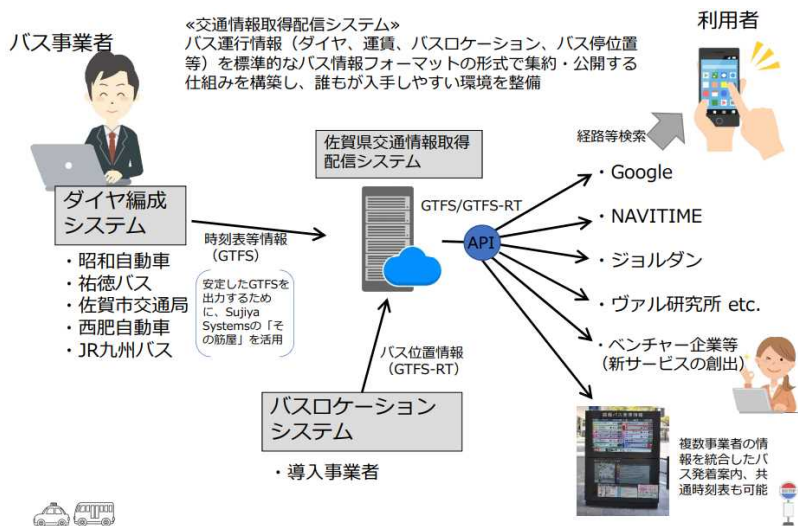 ≪交通情報取得配信システム≫
バス運行情報（ダイヤ、運賃、バスロケーション、バス停位置
等）を標準的なバス情報フォーマットの形式で集約・公開する
仕組みを構築し、誰もが入手しやすい環境を整備
バス事業者
利用者
経路等検索
佐賀県交通情報取得
配信システム
ダイヤ編成
システム
・昭和自動車
・祐徳バス
・佐賀市交通局
・西肥自動車
・JR九州バス
時刻表等情報
（GTFS）
安定したGTFSを
出力するため
に、Sujiya
Systemsの「そ
の筋屋」を活用
GTFS/GTFS-RT
API
・Google
・NAVITIME
・ジョルダン
・ヴァル研究所 etc.
・ベンチャー企業等
（新サービスの創出）
バス位置情報
（GTFS-RT）
バスロケーション
システム
・導入事業者
複数事業者の情
報を統合したバ
ス発着案内、共
通時刻表も可能